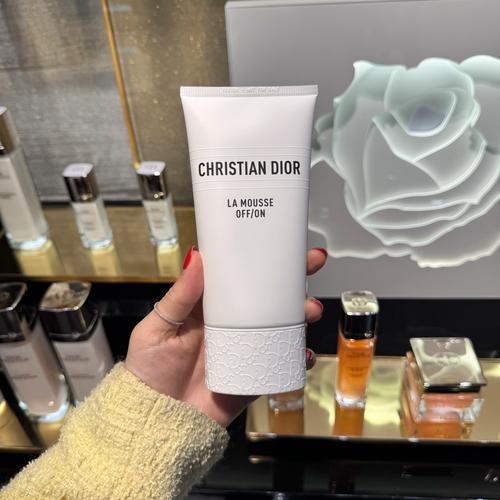 CHRISTIAN DIOR
LA MOUSSE
OFF/ON